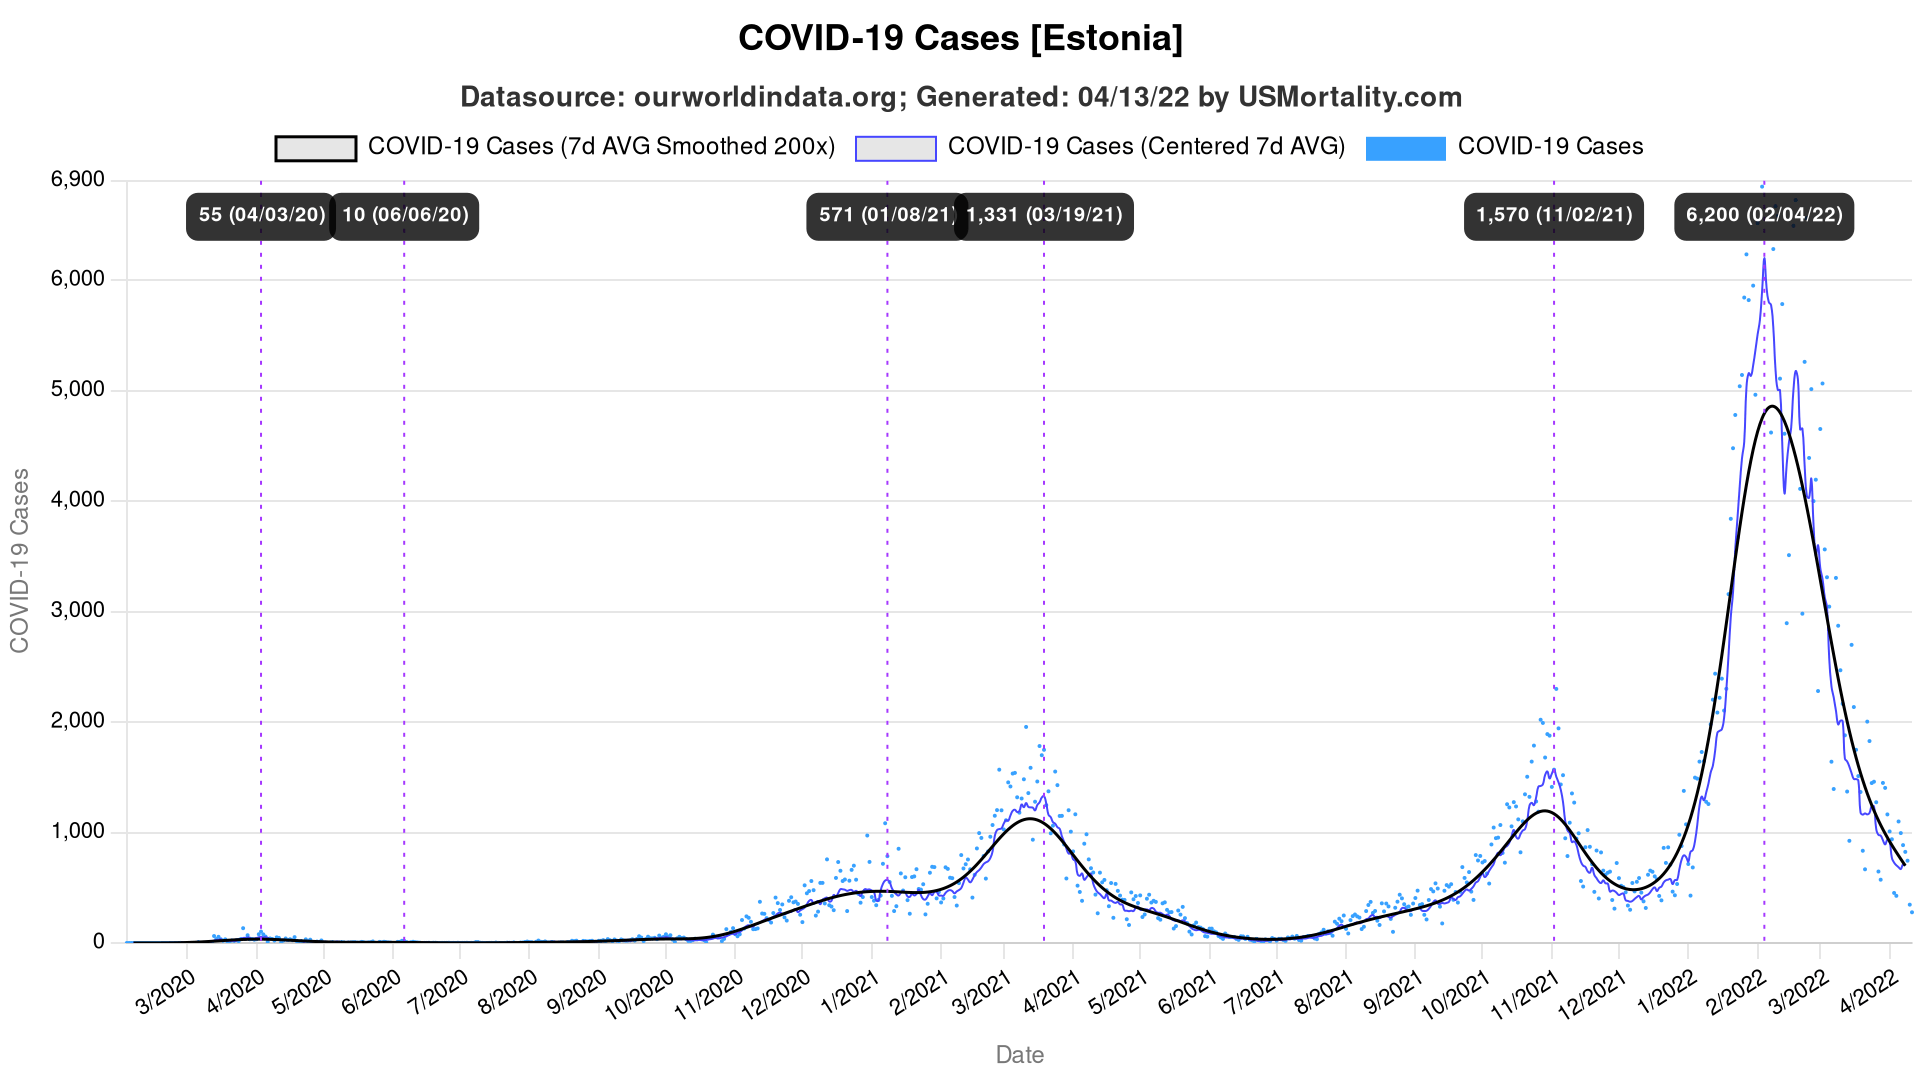 COVID-19 Cases [Estonia]
Datasource: ourworldindata.org; Generated: 04/13/22 by USMortality.com
COVID-19 Cases (7d AVG Smoothed 200x) COVID-19 Cases (Centered 7d AVG) COVID-19 Cases
6,900
55 (04/03/20) 10 (06/06/20) 571 (01/08/21) 1,331 (03/19/21) 1,570 (11/02/21) 6,200 (02/04/22)
6,000
5,000
4,000
3,000
2,000
1,000
0
COVID-19 Cases
3/2020 4/2020 5/2020 6/2020 7/2020 8/2020 9/2020 10/2020 11/2020 12/2020 1/2021 2/2021 3/2021 4/2021 5/2021 6/2021 7/2021 8/2021 9/2021 10/2021 11/2021 12/2021 1/2022 2/2022 3/2022 4/2022
Date